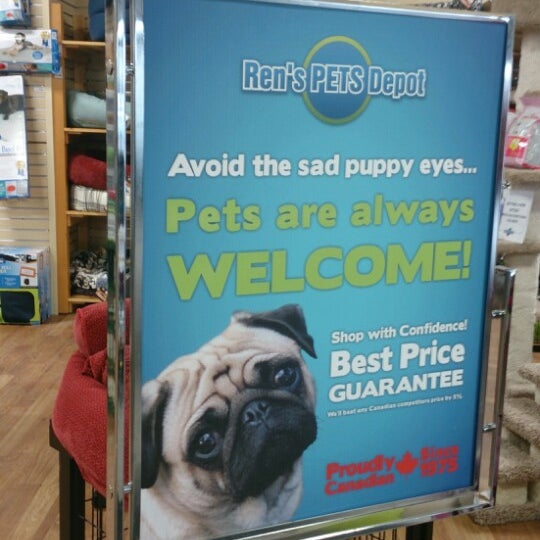 Ren's PETS Depot
Avoid the sad puppy eyes...
Pets are always
WELCOME!
Shop with Confidence!
Best Price
GUARANTEE
We'll beat any Canadian competitors price by 5%.
Proudly Since
Canadian 1975